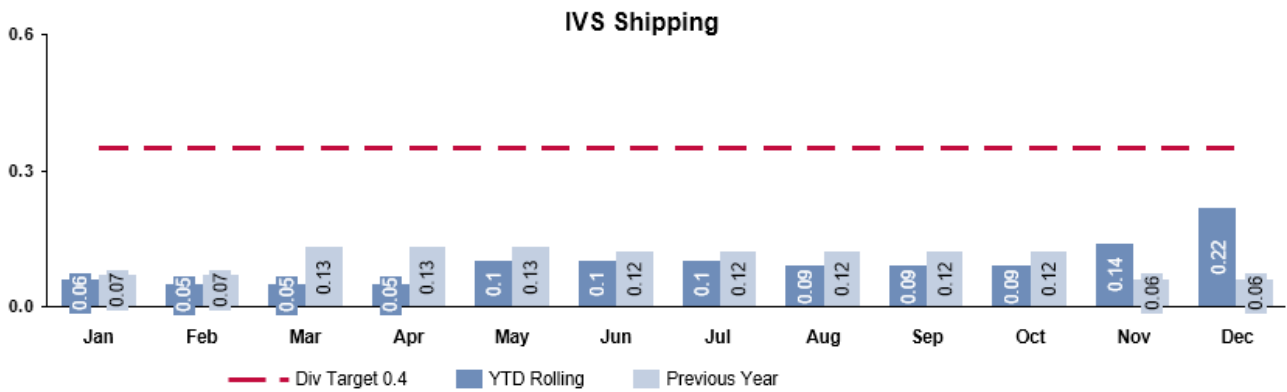 IVS Shipping
0.6
0.3
0.0
0.06 0.07 0.05 0.07 0.05 0.13 0.05 0.13 0.1 0.13 0.1 0.12 0.1 0.12 0.09 0.12 0.09 0.12 0.09 0.12 0.14 0.06 0.22 0.06
Jan Feb Mar Apr May Jun Jul Aug Sep Oct Nov Dec
Div Target 0.4 YTD Rolling Previous Year